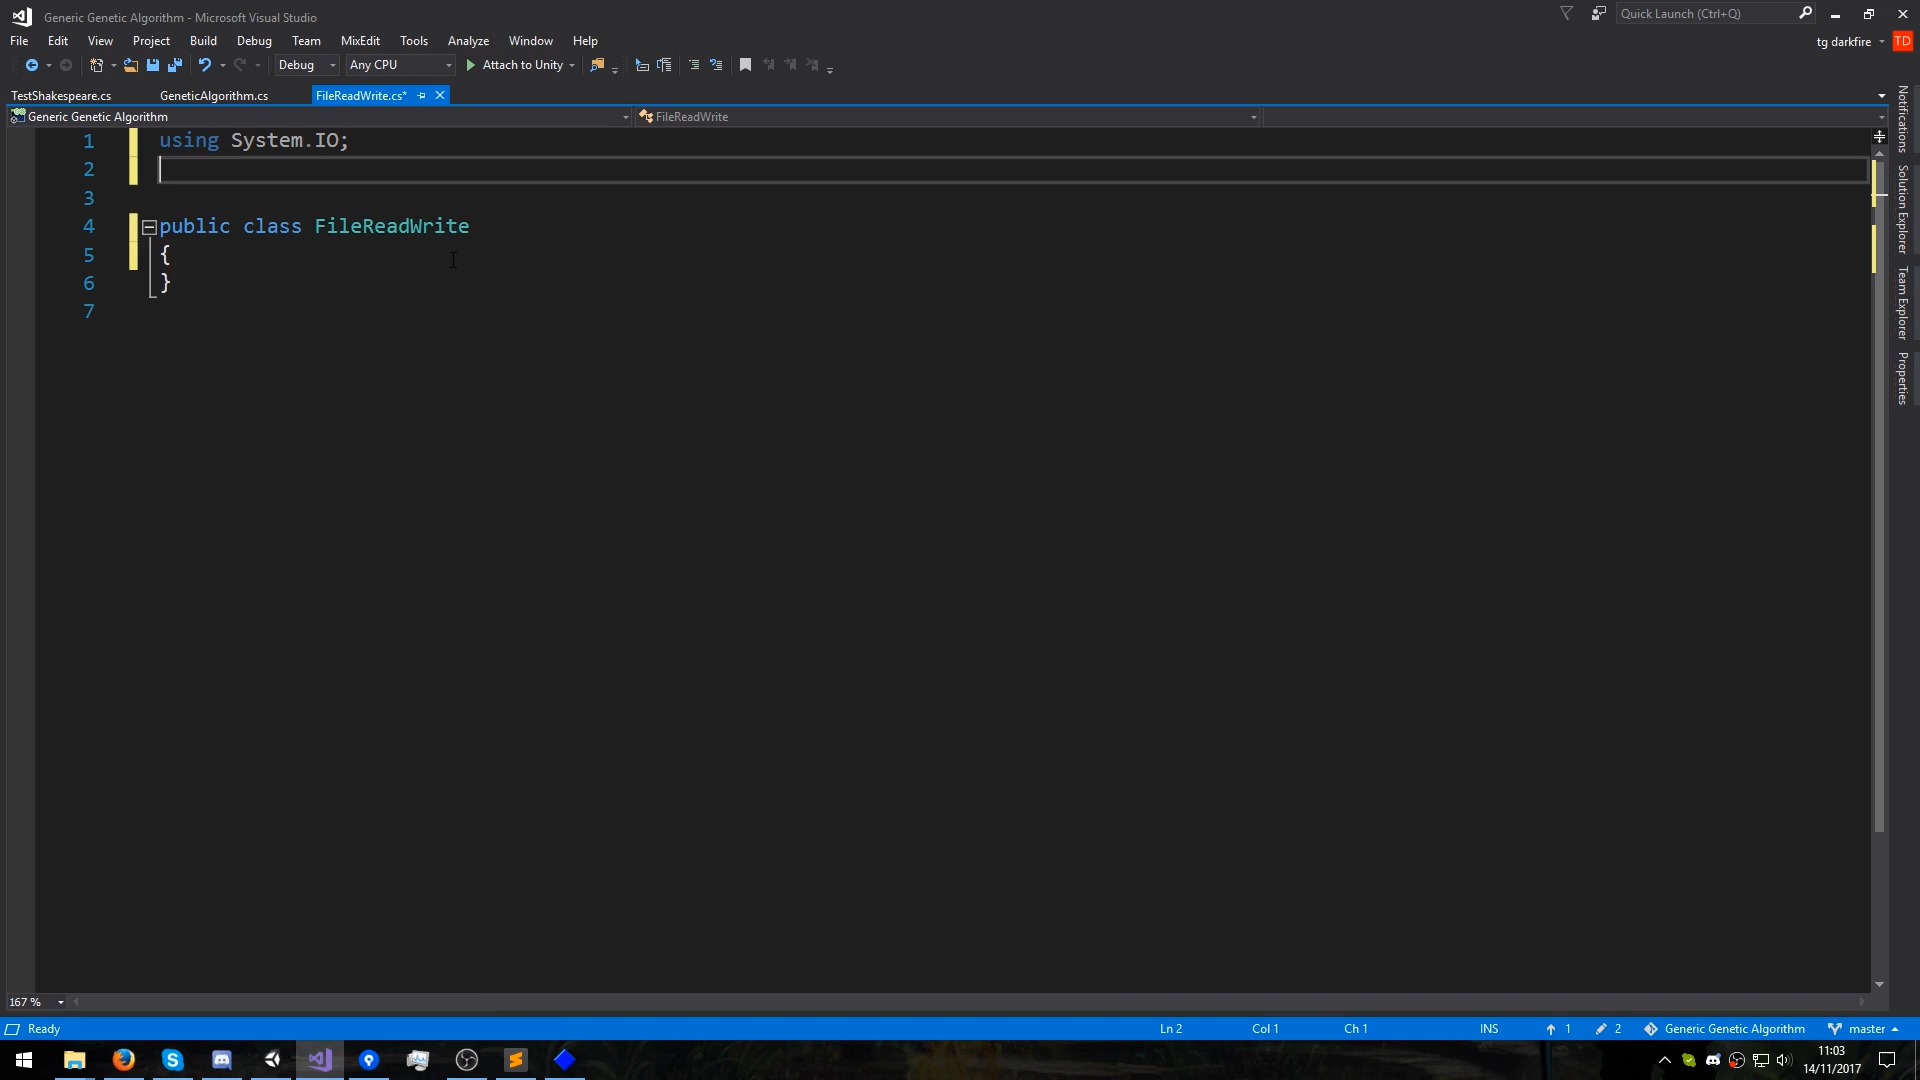 Generic Genetic Algorithm - Microsoft Visual Studio
Quick Launch (Ctrl+Q)
File Edit View Project Build Debug Team MixEdit Tools Analyze Window Help
tg darkfire TD
Debug Any CPU Attach to Unity
TestShakespeare.cs GeneticAlgorithm.cs FileReadWrite.cs*
Generic Genetic Algorithm FileReadWrite
1 using System.IO;
2
3
4 public class FileReadWrite
5 {
6 }
7
Notifications
Solution Explorer
Team Explorer
Properties
167 %
Ready Ln 2 Col 1 Ch 1 INS 1 2 Generic Genetic Algorithm master
11:03
14/11/2017